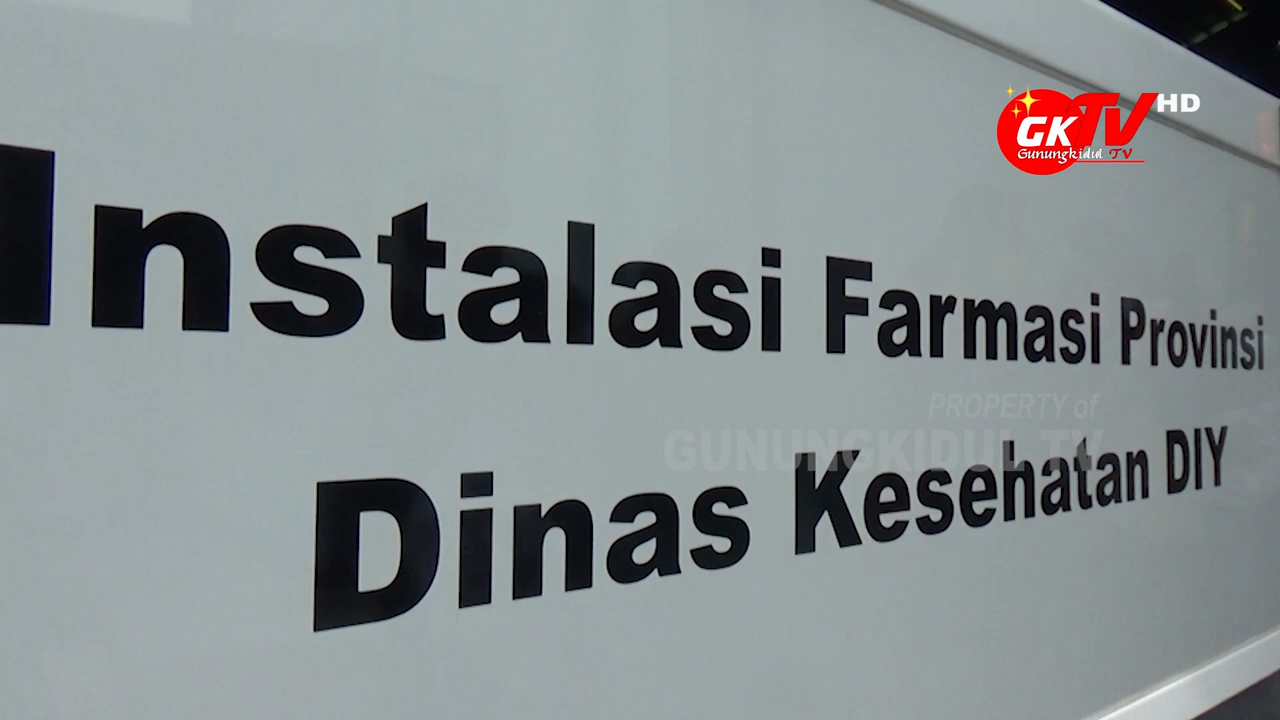 GKTV HD
Gunungkidul TV
Instalasi Farmasi Provinsi
PROPERTY of
GUNUNGKIDUL TV
Dinas Kesehatan DIY